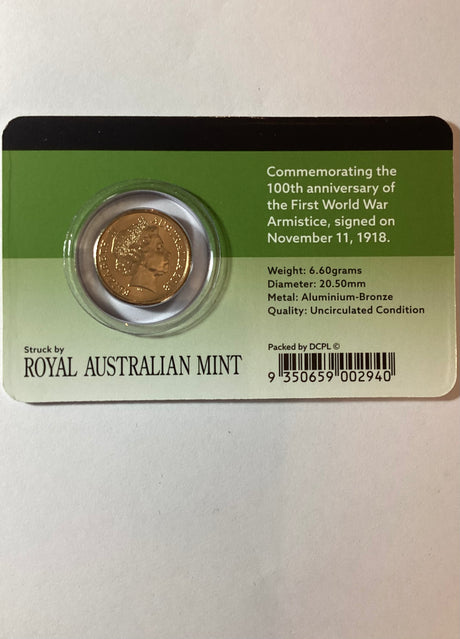 Commemorating the
100th anniversary of
the First World War
Armistice, signed on
November 11, 1918.
Weight: 6.60grams
Diameter: 20.50mm
Metal: Aluminium-Bronze
Quality: Uncirculated Condition
Struck by
ROYAL AUSTRALIAN MINT
Packed by DCPL ©
9 350659 002940